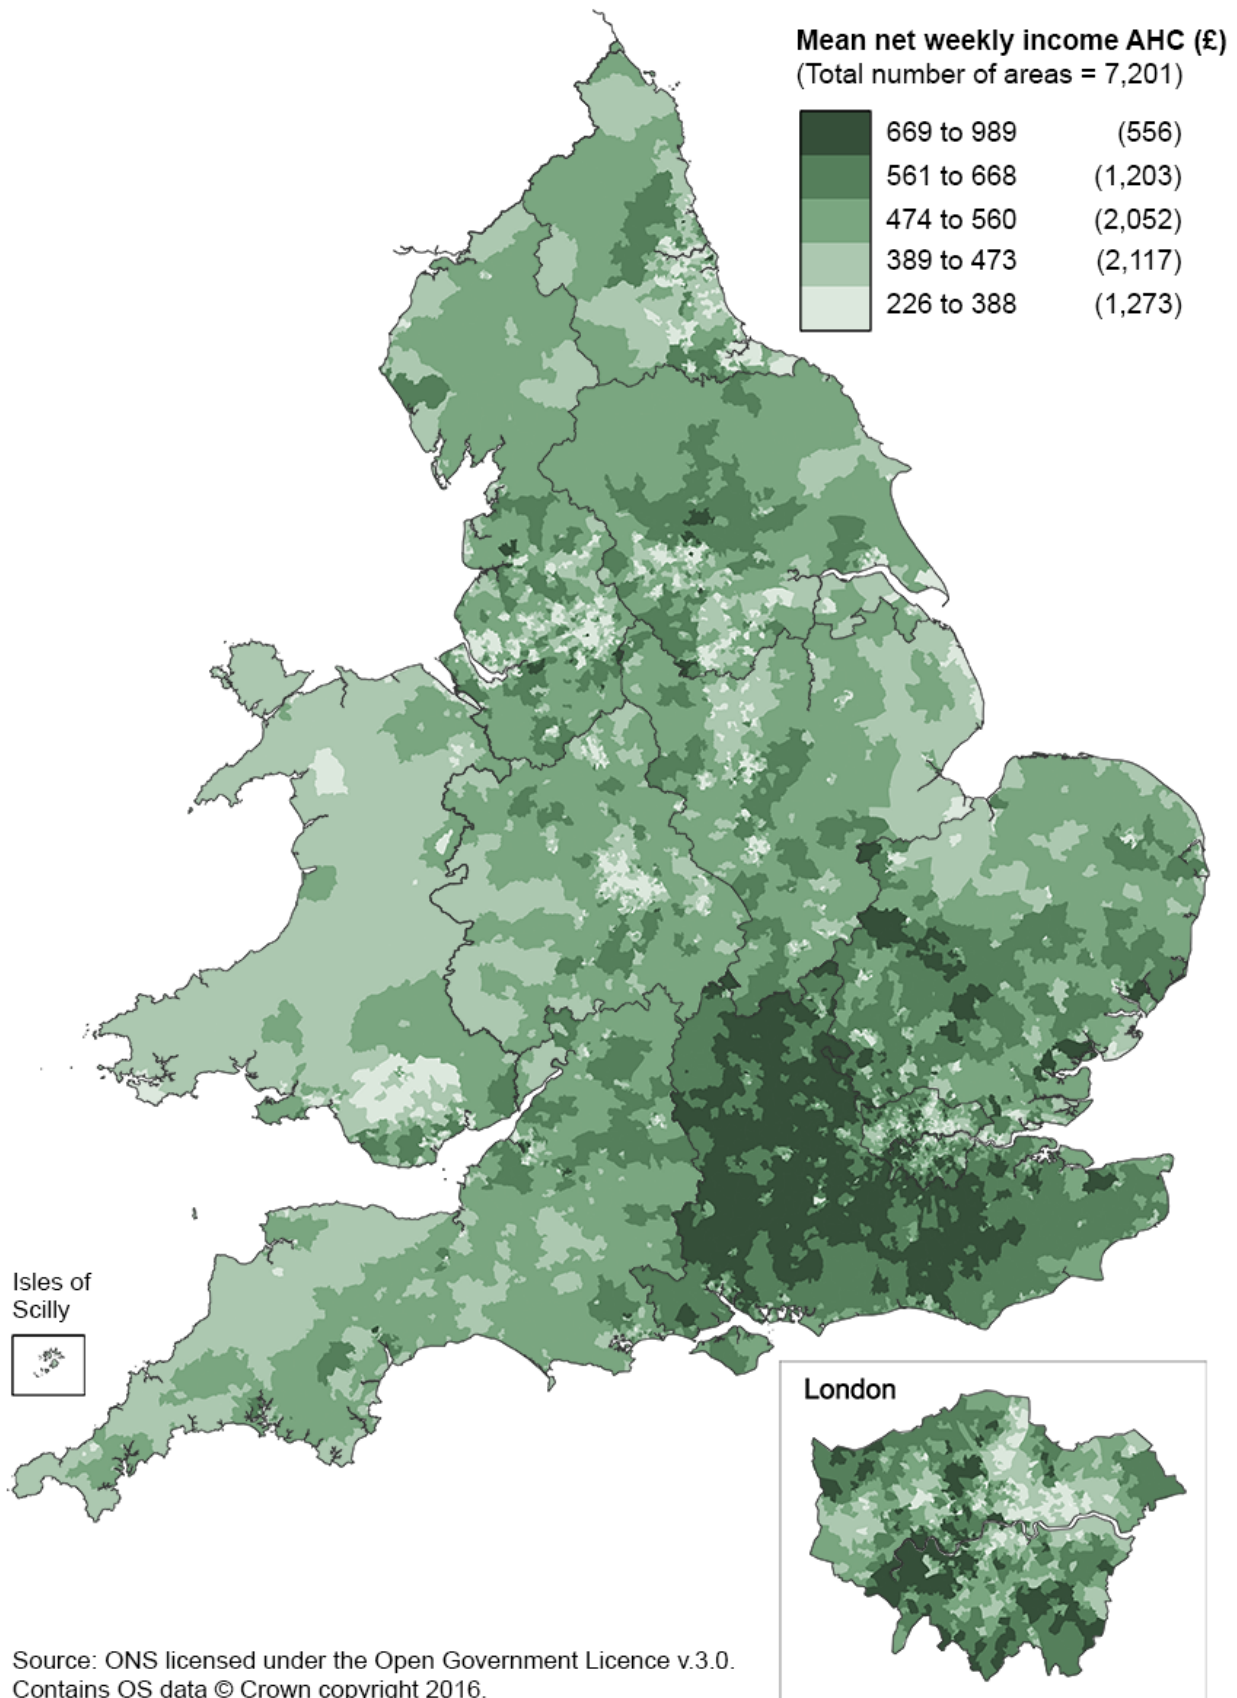 Mean net weekly income AHC (£)
(Total number of areas = 7,201)
669 to 989 (556)
561 to 668 (1,203)
474 to 560 (2,052)
389 to 473 (2,117)
226 to 388 (1,273)
Isles of
Scilly
London
Source: ONS licensed under the Open Government Licence v.3.0.
Contains OS data © Crown copyright 2016.